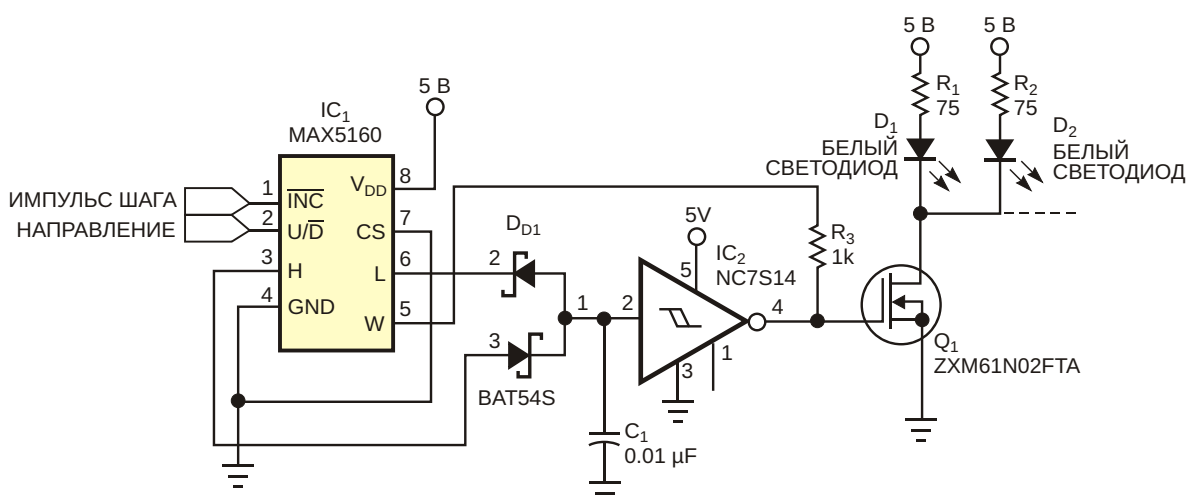 5 В
5 В
R1
75
R2
75
D1
БЕЛЫЙ
СВЕТОДИОД
D2
БЕЛЫЙ
СВЕТОДИОД
5 В
IC1
MAX5160
ИМПУЛЬС ШАГА
НАПРАВЛЕНИЕ
1
2
3
4
INC
U/D
H
GND
VDD
CS
L
W
8
7
6
5
DD1
2
3
1
BAT54S
C1
0.01 µF
5V
IC2
NC7S14
5
2
4
3
1
R3
1k
Q1
ZXM61N02FTA